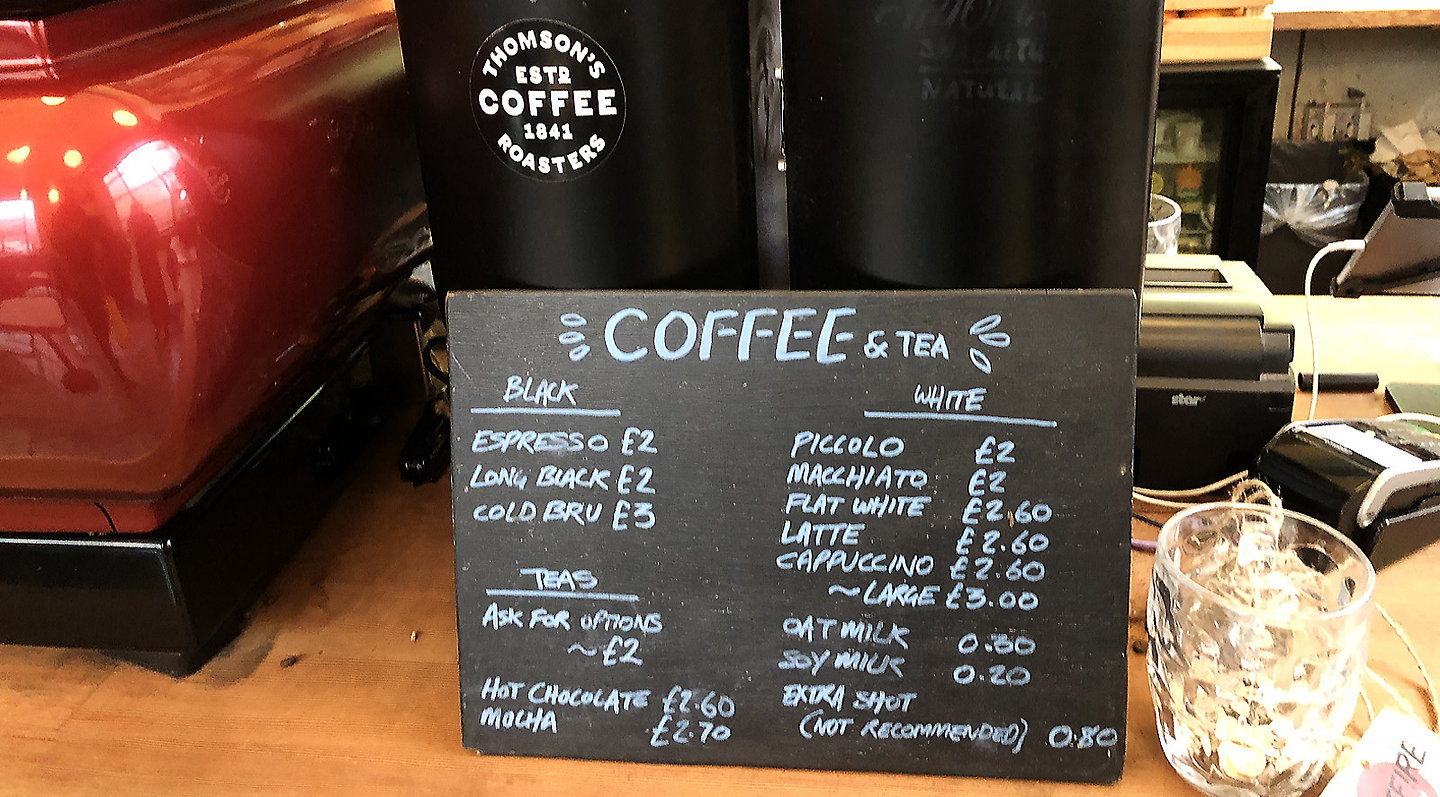 THOMSON'S
ESTD
COFFEE
1841
ROASTERS
NATURAL
COFFEE & TEA
BLACK
ESPRESSO £2
LONG BLACK £2
COLD BRU £3
TEAS
ASK FOR OPTIONS
~£2
HOT CHOCOLATE £2.60
MOCHA £2.70
WHITE
PICCOLO £2
MACCHIATO £2
FLAT WHITE £2.60
LATTE £2.60
CAPPUCCINO £2.60
~LARGE £3.00
OAT MILK 0.30
SOY MILK 0.20
EXTRA SHOT
(NOT RECOMMENDED) 0.80
star